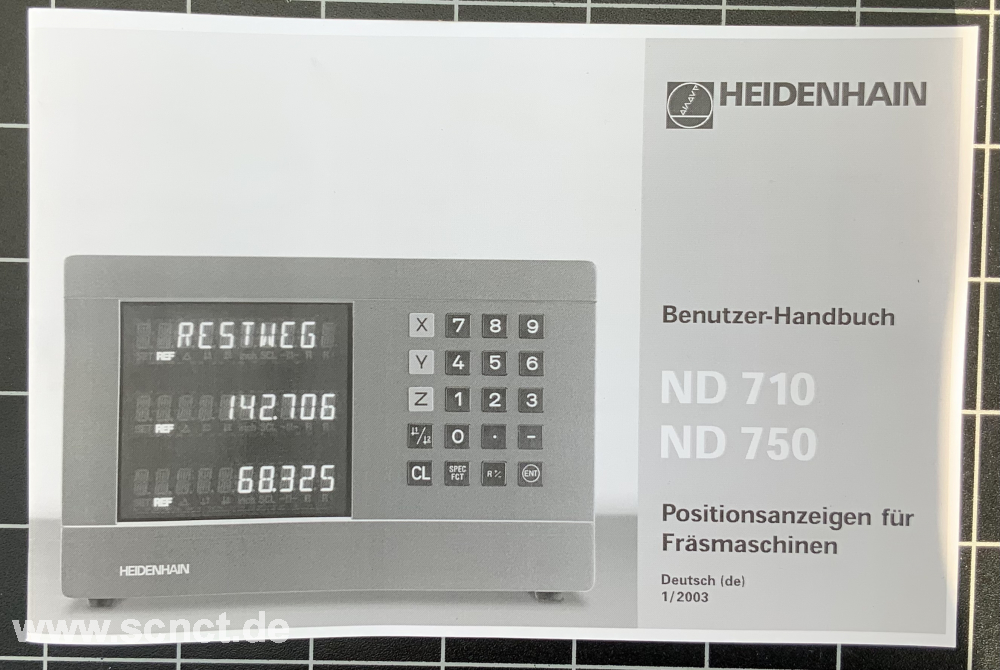 HEIDENHAIN
Benutzer-Handbuch
ND 710
ND 750
Positionsanzeigen für
Fräsmaschinen
Deutsch (de)
1/2003
RESTWEG
REF
142.706
REF
68.325
REF
X 7 8 9
Y 4 5 6
Z 1 2 3
0 . -
CL SPEC FCT R ENT
HEIDENHAIN
www.scnct.de